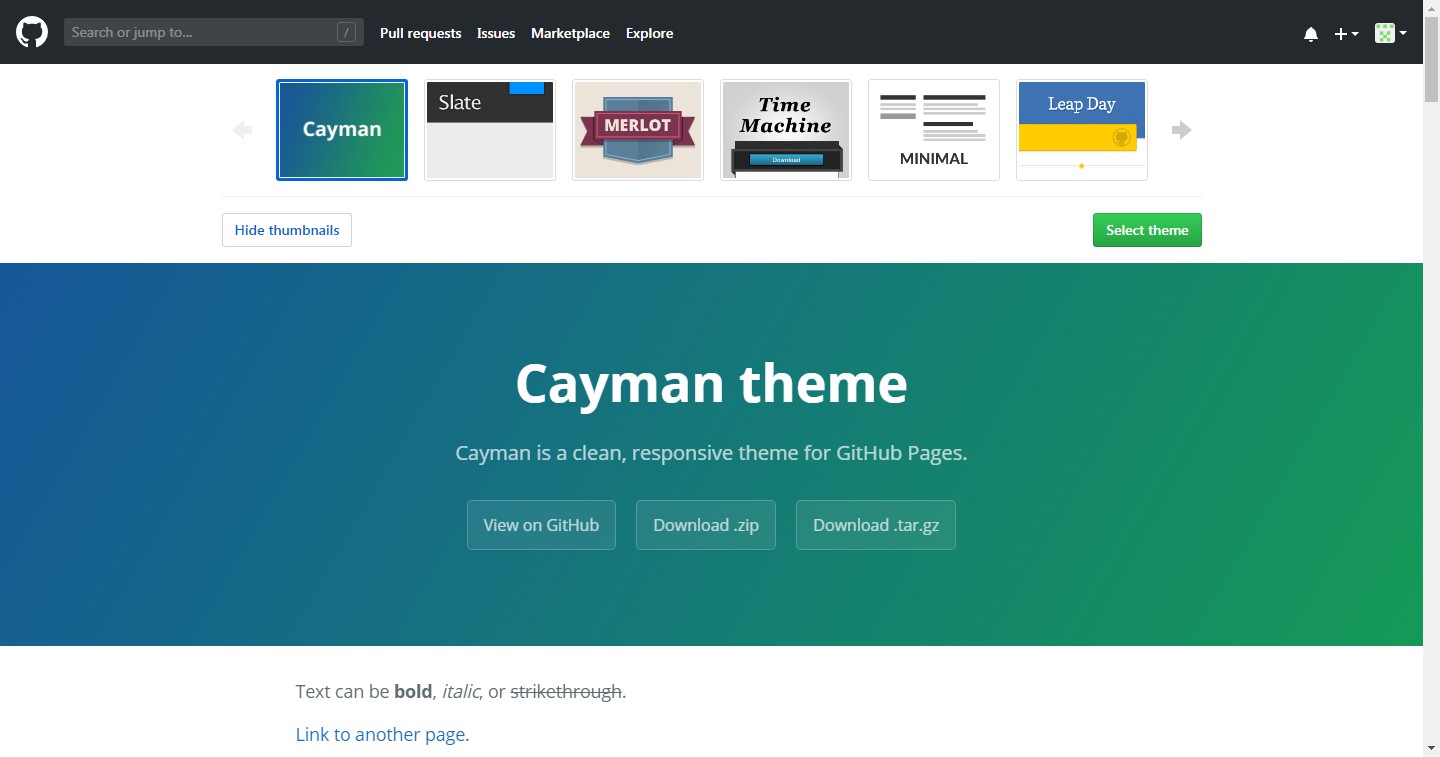 Search or jump to... /
Pull requests
Issues
Marketplace
Explore
Cayman
Slate
MERLOT
Time
Machine
Download
MINIMAL
Leap Day
Hide thumbnails
Select theme
Cayman theme
Cayman is a clean, responsive theme for GitHub Pages.
View on GitHub
Download .zip
Download .tar.gz
Text can be bold, italic, or strikethrough.
Link to another page.